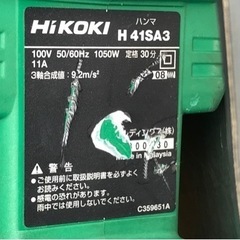 HiKOKI
ハンマ
H 41SA3
100V 50/60Hz 1050W 定格 30分
11A
3軸合成値: 9.2m/s²
08
(株)
Malaysia
警告
ご使用前に取扱説明書を必ずよく
お読みください。
感電の恐れがあります。
雨中では使用しないでください。
C359651A